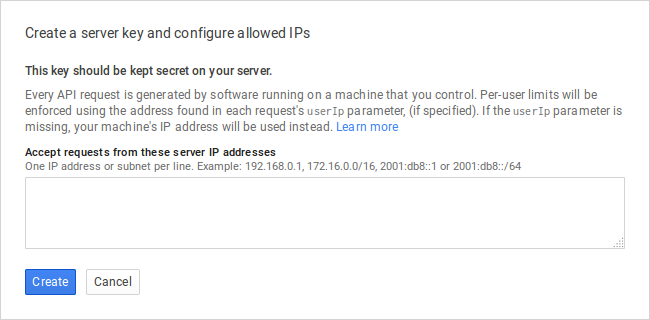 Create a server key and configure allowed IPs
This key should be kept secret on your server.
Every API request is generated by software running on a machine that you control. Per-user limits will be
enforced using the address found in each request's userIp parameter, (if specified). If the userIp parameter is
missing, your machine's IP address will be used instead. Learn more
Accept requests from these server IP addresses
One IP address or subnet per line. Example: 192.168.0.1, 172.16.0.0/16, 2001:db8::1 or 2001:db8::/64
Create Cancel